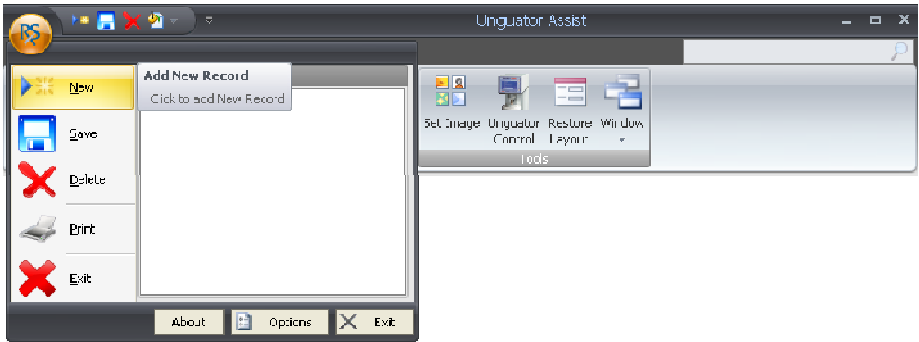 RS
Unguator Assist
New
Add New Record
Click to add New Record
Save
Delete
Print
Exit
Set Image
Unguator Control
Restore Layout
Window
Tools
About
Options
Exit